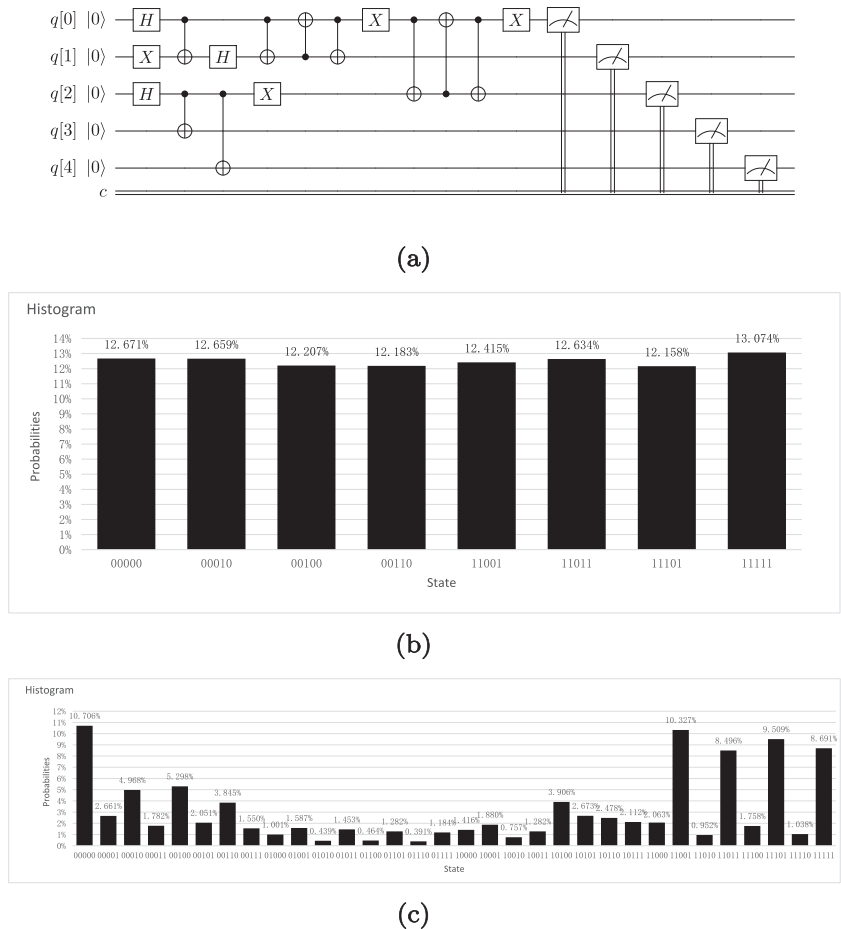 q[0] |0⟩ H X X
q[1] |0⟩ X H
q[2] |0⟩ H X
q[3] |0⟩
q[4] |0⟩
c
(a)
Histogram
14%
13%
12%
11%
10%
9%
8%
7%
6%
5%
4%
3%
2%
1%
0%
Probabilities
12.671% 12.659% 12.207% 12.183% 12.415% 12.634% 12.158% 13.074%
00000 00010 00100 00110 11001 11011 11101 11111
State
(b)
Histogram
12%
11%
10%
9%
8%
7%
6%
5%
4%
3%
2%
1%
0%
Probabilities
10.706% 2.661% 4.968% 1.782% 5.298% 2.051% 3.845% 1.550% 1.001% 1.587% 0.439% 1.453% 0.464% 1.282% 0.391% 1.184% 1.416% 1.880% 0.757% 1.282% 3.906% 2.673% 2.478% 2.112% 2.063% 10.327% 0.952% 8.496% 1.758% 9.509% 1.038% 8.691%
00000 00001 00010 00011 00100 00101 00110 00111 01000 01001 01010 01011 01100 01101 01110 01111 10000 10001 10010 10011 10100 10101 10110 10111 11000 11001 11010 11011 11100 11101 11110 11111
State
(c)